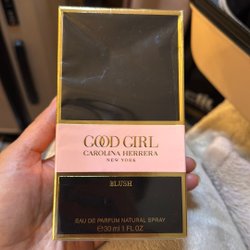 GOOD GIRL
CAROLINA HERRERA
NEW YORK
BLUSH
EAU DE PARFUM NATURAL SPRAY
℮30 ml 1 FL OZ